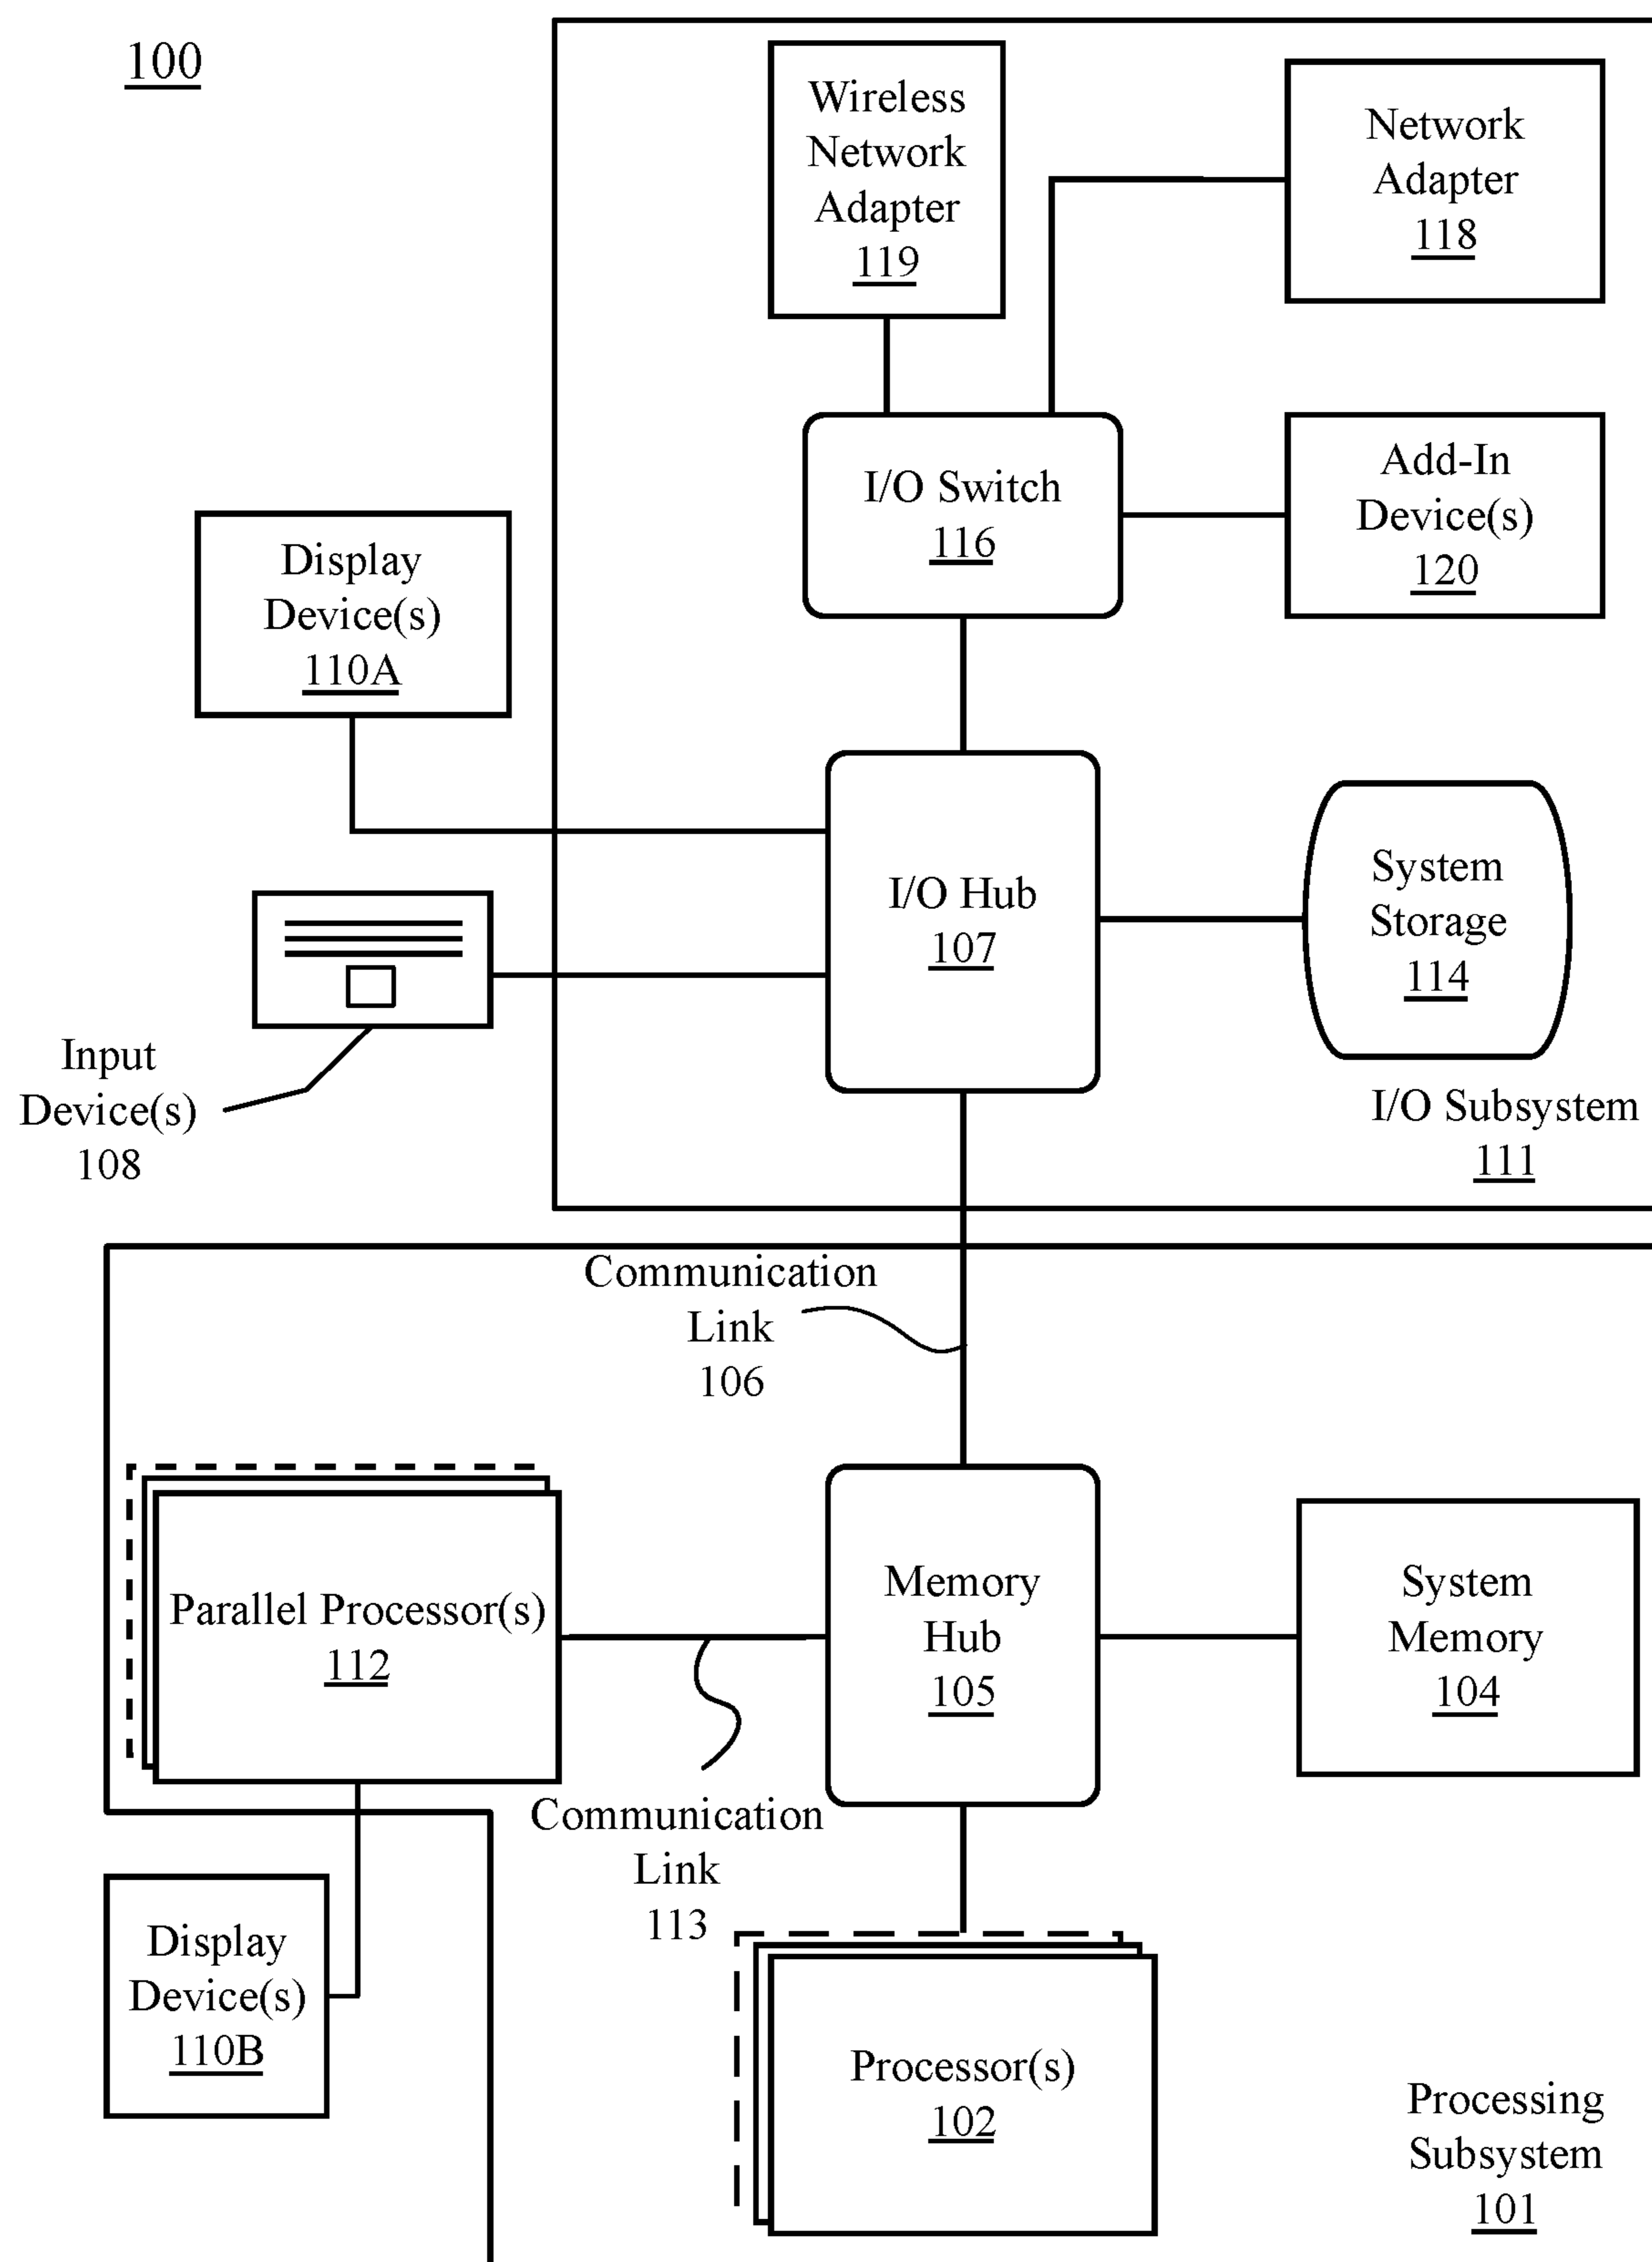 100
Wireless
Network
Adapter
119
Network
Adapter
118
I/O Switch
116
Add-In
Device(s)
120
Display
Device(s)
110A
I/O Hub
107
System
Storage
114
Input
Device(s)
108
I/O Subsystem
111
Communication
Link
106
Parallel Processor(s)
112
Memory
Hub
105
System
Memory
104
Communication
Link
113
Display
Device(s)
110B
Processor(s)
102
Processing
Subsystem
101